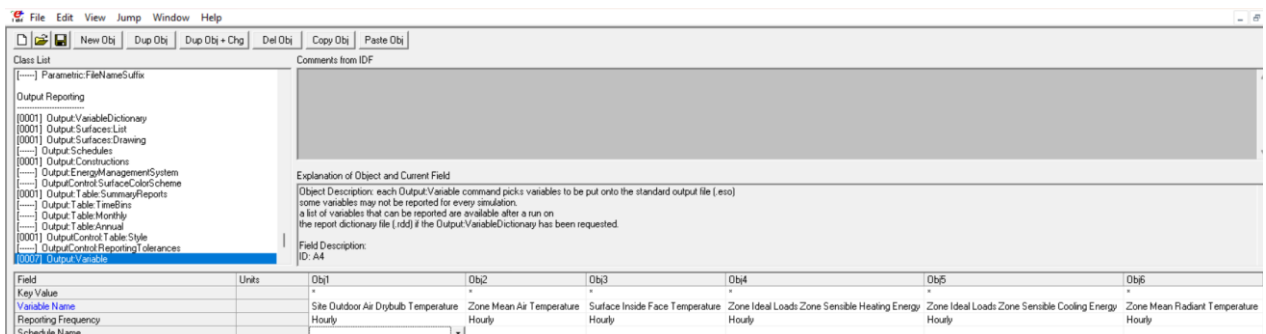 File Edit View Jump Window Help
New Obj Dup Obj Dup Obj + Chg Del Obj Copy Obj Paste Obj
Class List
[------] Parametric:FileNameSuffix
Output Reporting
-------------------------
[0001] Output:VariableDictionary
[0001] Output:Surfaces:List
[0001] Output:Surfaces:Drawing
[------] Output:Schedules
[0001] Output:Constructions
[------] Output:EnergyManagementSystem
[------] OutputControl:SurfaceColorScheme
[0001] Output:Table:SummaryReports
[------] Output:Table:TimeBins
[------] Output:Table:Monthly
[------] Output:Table:Annual
[0001] OutputControl:Table:Style
[------] OutputControl:ReportingTolerances
[0007] Output:Variable
Comments from IDF
Explanation of Object and Current Field
Object Description: each Output:Variable command picks variables to be put onto the standard output file (.eso)
some variables may not be reported for every simulation.
a list of variables that can be reported are available after a run on
the report dictionary file (.rdd) if the Output:VariableDictionary has been requested.
Field Description:
ID: A4
Field Units Obj1 Obj2 Obj3 Obj4 Obj5 Obj6
Key Value * * * * * *
Variable Name Site Outdoor Air Drybulb Temperature Zone Mean Air Temperature Surface Inside Face Temperature Zone Ideal Loads Zone Sensible Heating Energy Zone Ideal Loads Zone Sensible Cooling Energy Zone Mean Radiant Temperature
Reporting Frequency Hourly Hourly Hourly Hourly Hourly Hourly
Schedule Name